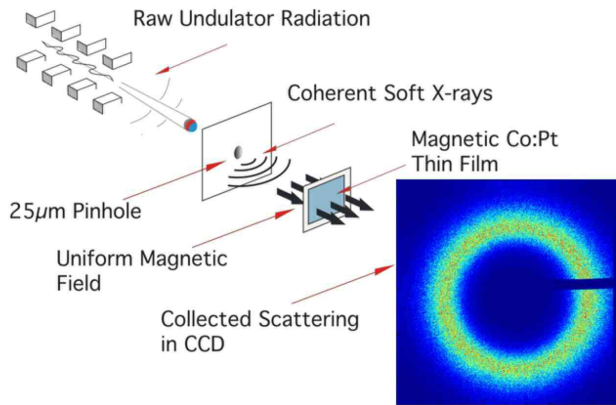 Raw Undulator Radiation
Coherent Soft X-rays
Magnetic Co:Pt
Thin Film
25µm Pinhole
Uniform Magnetic
Field
Collected Scattering
in CCD